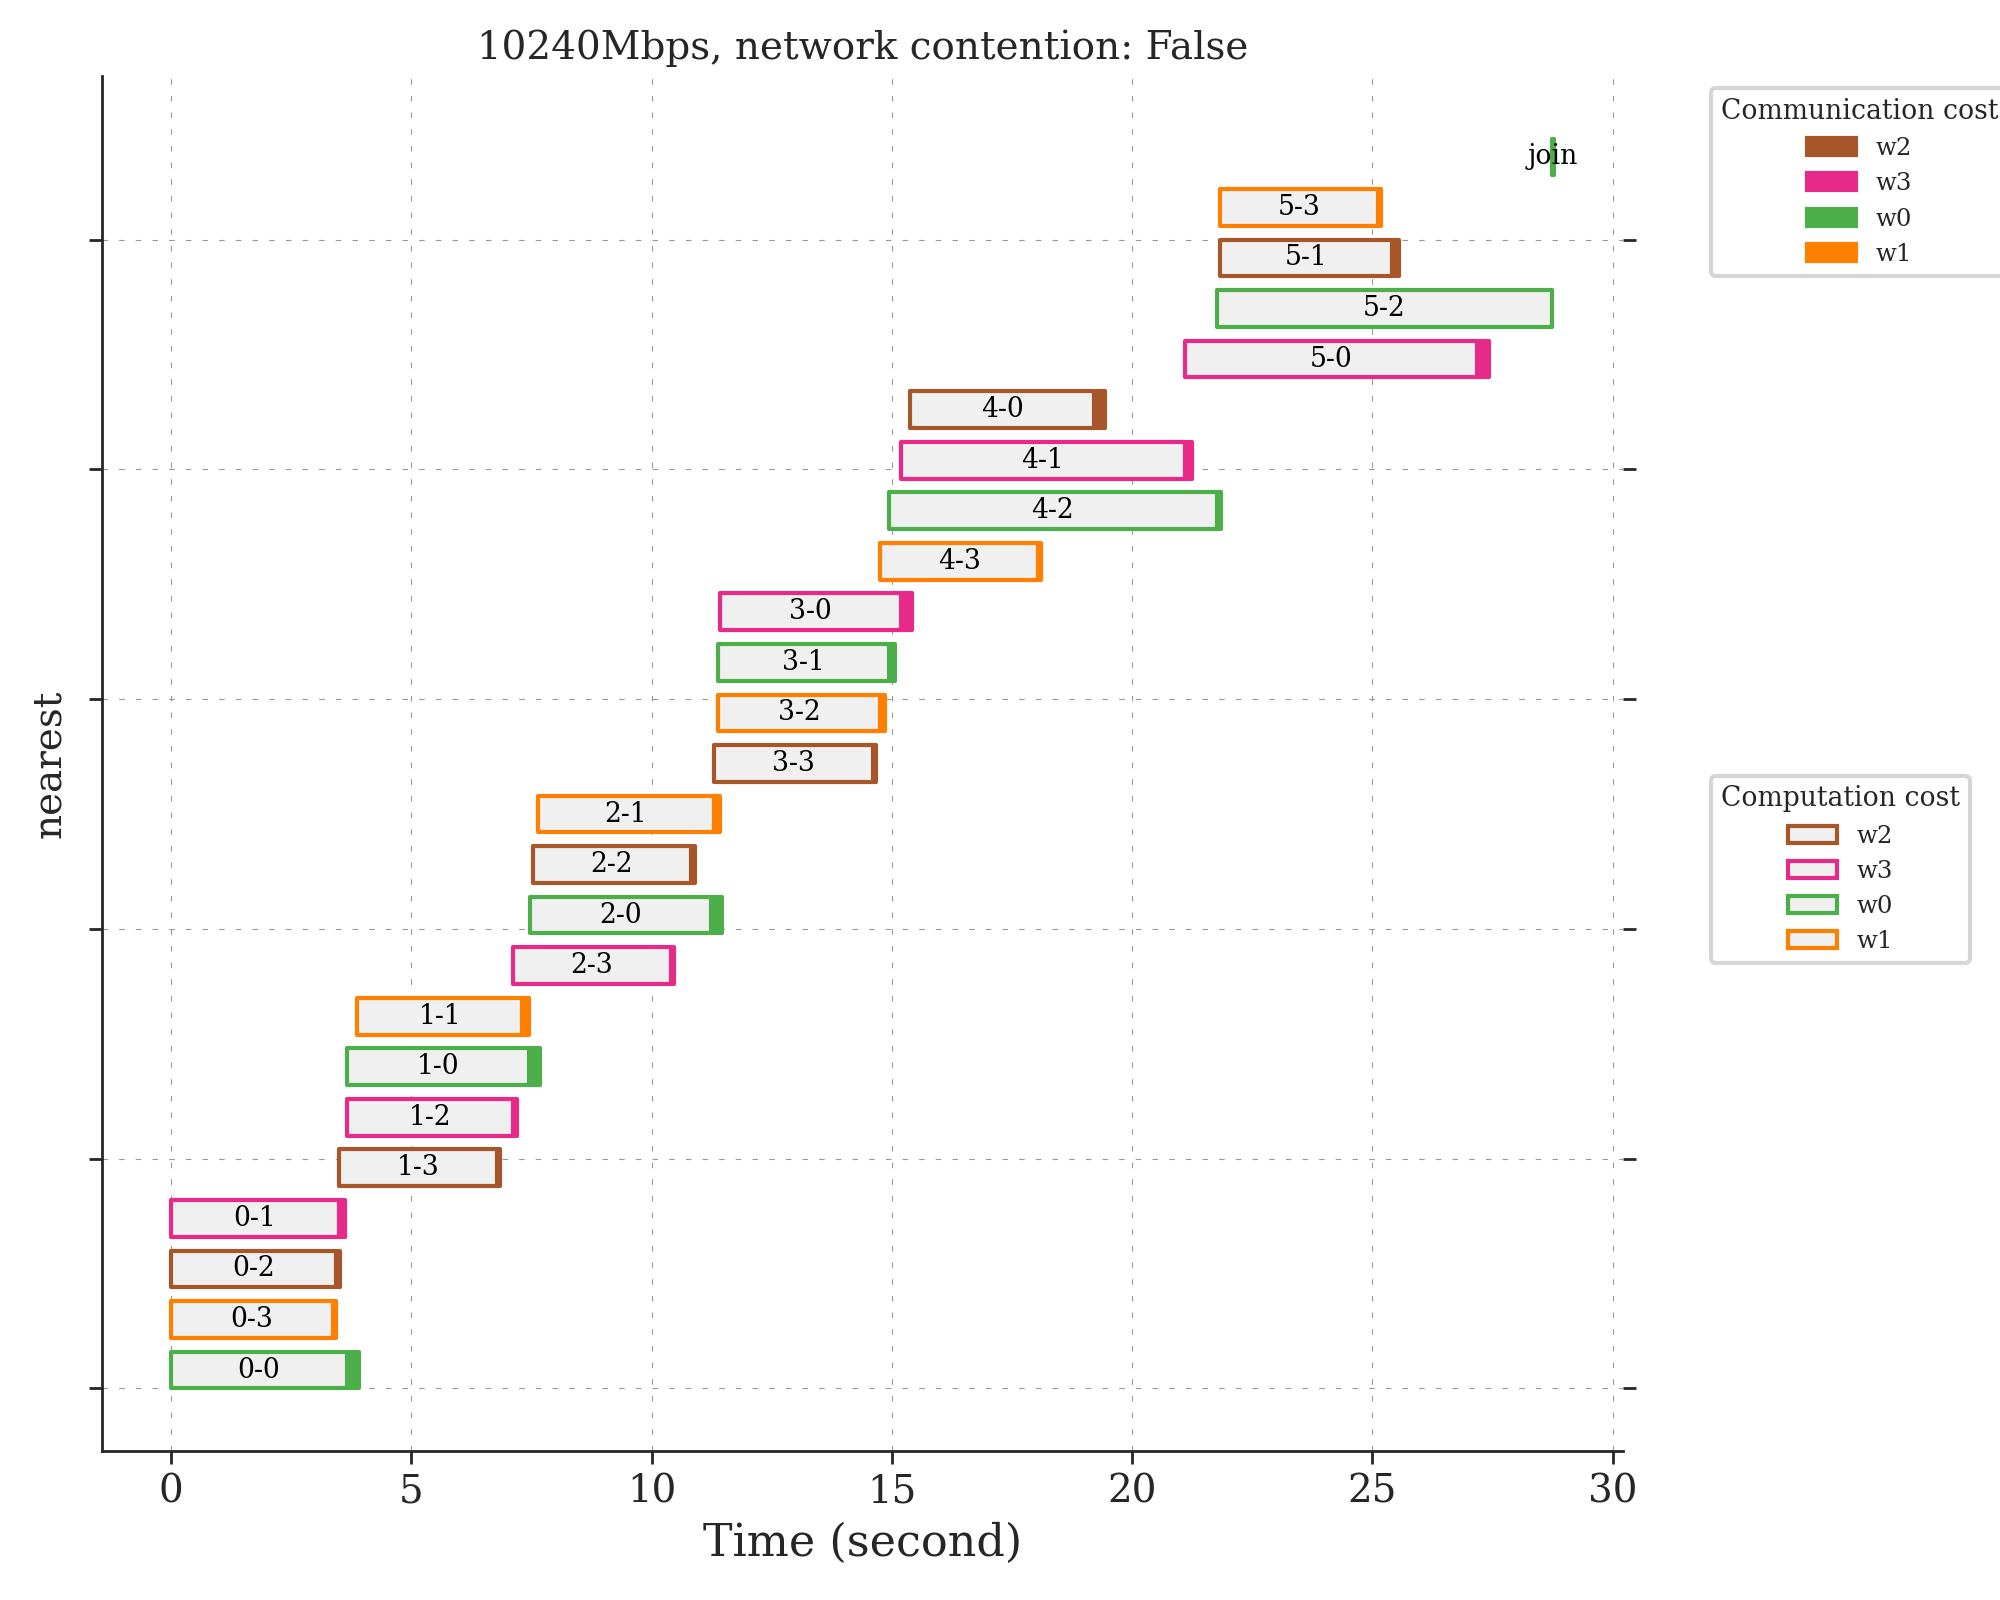 10240Mbps, network contention: False
Communication cost
w2
w3
w0
w1
join
5-3
5-1
5-2
5-0
4-0
4-1
4-2
4-3
3-0
3-1
3-2
3-3
2-1
2-2
2-0
2-3
1-1
1-0
1-2
1-3
0-1
0-2
0-3
0-0
nearest
Computation cost
w2
w3
w0
w1
0 5 10 15 20 25 30
Time (second)